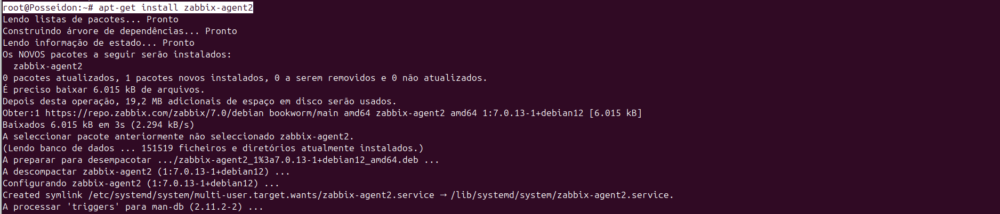 root@Posseidon:~# apt-get install zabbix-agent2
Lendo listas de pacotes... Pronto
Construindo árvore de dependências... Pronto
Lendo informação de estado... Pronto
Os NOVOS pacotes a seguir serão instalados:
  zabbix-agent2
0 pacotes atualizados, 1 pacotes novos instalados, 0 a serem removidos e 0 não atualizados.
É preciso baixar 6.015 kB de arquivos.
Depois desta operação, 19,2 MB adicionais de espaço em disco serão usados.
Obter:1 https://repo.zabbix.com/zabbix/7.0/debian bookworm/main amd64 zabbix-agent2 amd64 1:7.0.13-1+debian12 [6.015 kB]
Baixados 6.015 kB em 3s (2.294 kB/s)
A seleccionar pacote anteriormente não seleccionado zabbix-agent2.
(Lendo banco de dados ... 151519 ficheiros e diretórios atualmente instalados.)
A preparar para desempacotar .../zabbix-agent2_1%3a7.0.13-1+debian12_amd64.deb ...
A descompactar zabbix-agent2 (1:7.0.13-1+debian12) ...
Configurando zabbix-agent2 (1:7.0.13-1+debian12) ...
Created symlink /etc/systemd/system/multi-user.target.wants/zabbix-agent2.service → /lib/systemd/system/zabbix-agent2.service.
A processar 'triggers' para man-db (2.11.2-2) ...